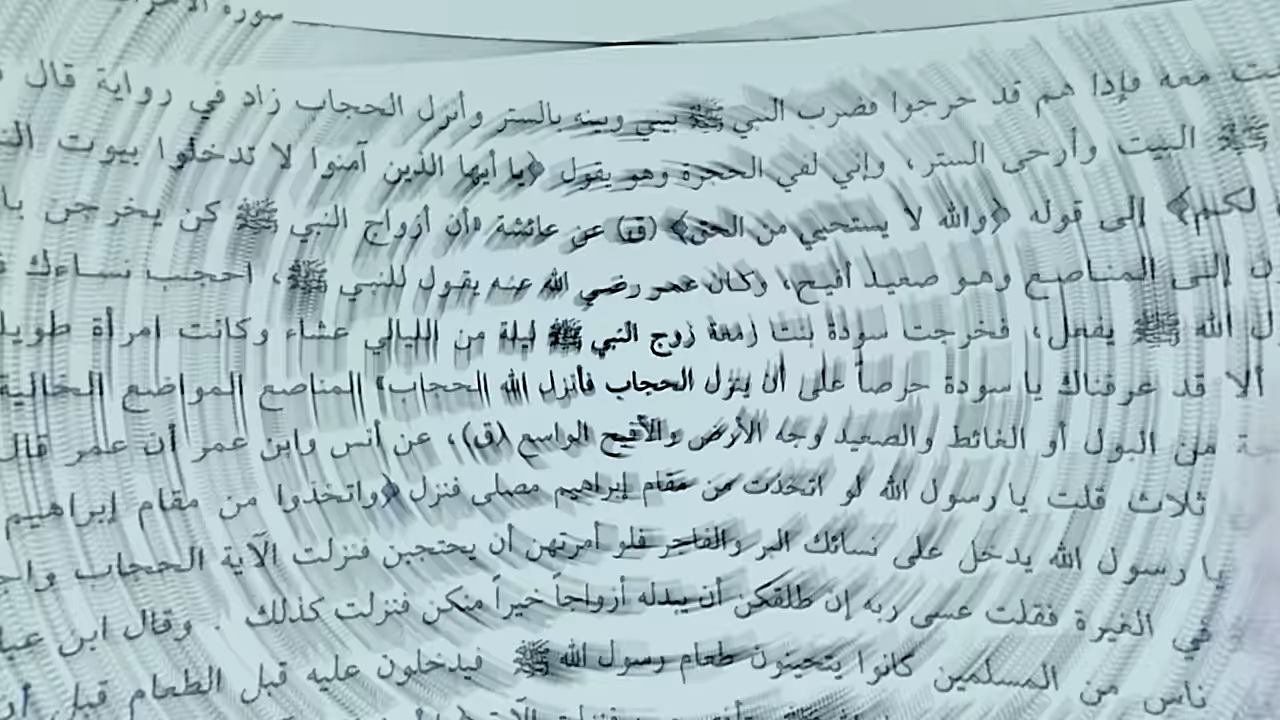 سورة الأحزاب
معه فإذا هم قد خرجوا فضرب النبي ﷺ بيني وبينه بالستر وأنزل الحجاب زاد في رواية قال
ﷺ البيت وأرخى الستر، وإني لفي الحجرة وهو يقول ﴿يا أيها الذين آمنوا لا تدخلوا بيوت
لكم﴾ إلى قوله ﴿والله لا يستحيي من الحق﴾ (ق) عن عائشة «أن أزواج النبي ﷺ كن يخرجن
إلى المناصع وهو صعيد أفيح، وكان عمر رضي الله عنه يقول للنبي ﷺ، احجب نساءك
الله ﷺ يفعل، فخرجت سودة بنت زمعة زوج النبي ﷺ ليلة من الليالي عشاء وكانت امرأة
ألا قد عرفناك يا سودة حرصاً على أن ينزل الحجاب فأنزل الله الحجاب» المناصع المواضع الخالية
من البول أو الغائط والصعيد وجه الأرض والأفيح الواسع (ق)، عن أنس وابن عمر أن عمر قال
ثلاث قلت يا رسول الله لو اتخذت من مقام إبراهيم مصلى فنزل ﴿واتخذوا من مقام إبراهيم
يا رسول الله يدخل على نسائك البر والفاجر فلو أمرتهن أن يحتجبن فنزلت الآية الحجاب
في الغيرة فقلت عسى ربه إن طلقكن أن يبدله أزواجاً خيراً منكن فنزلت كذلك . وقال ابن
ناس من المسلمين كانوا يتحينون طعام رسول الله ﷺ فيدخلون عليه قبل الطعام قبل